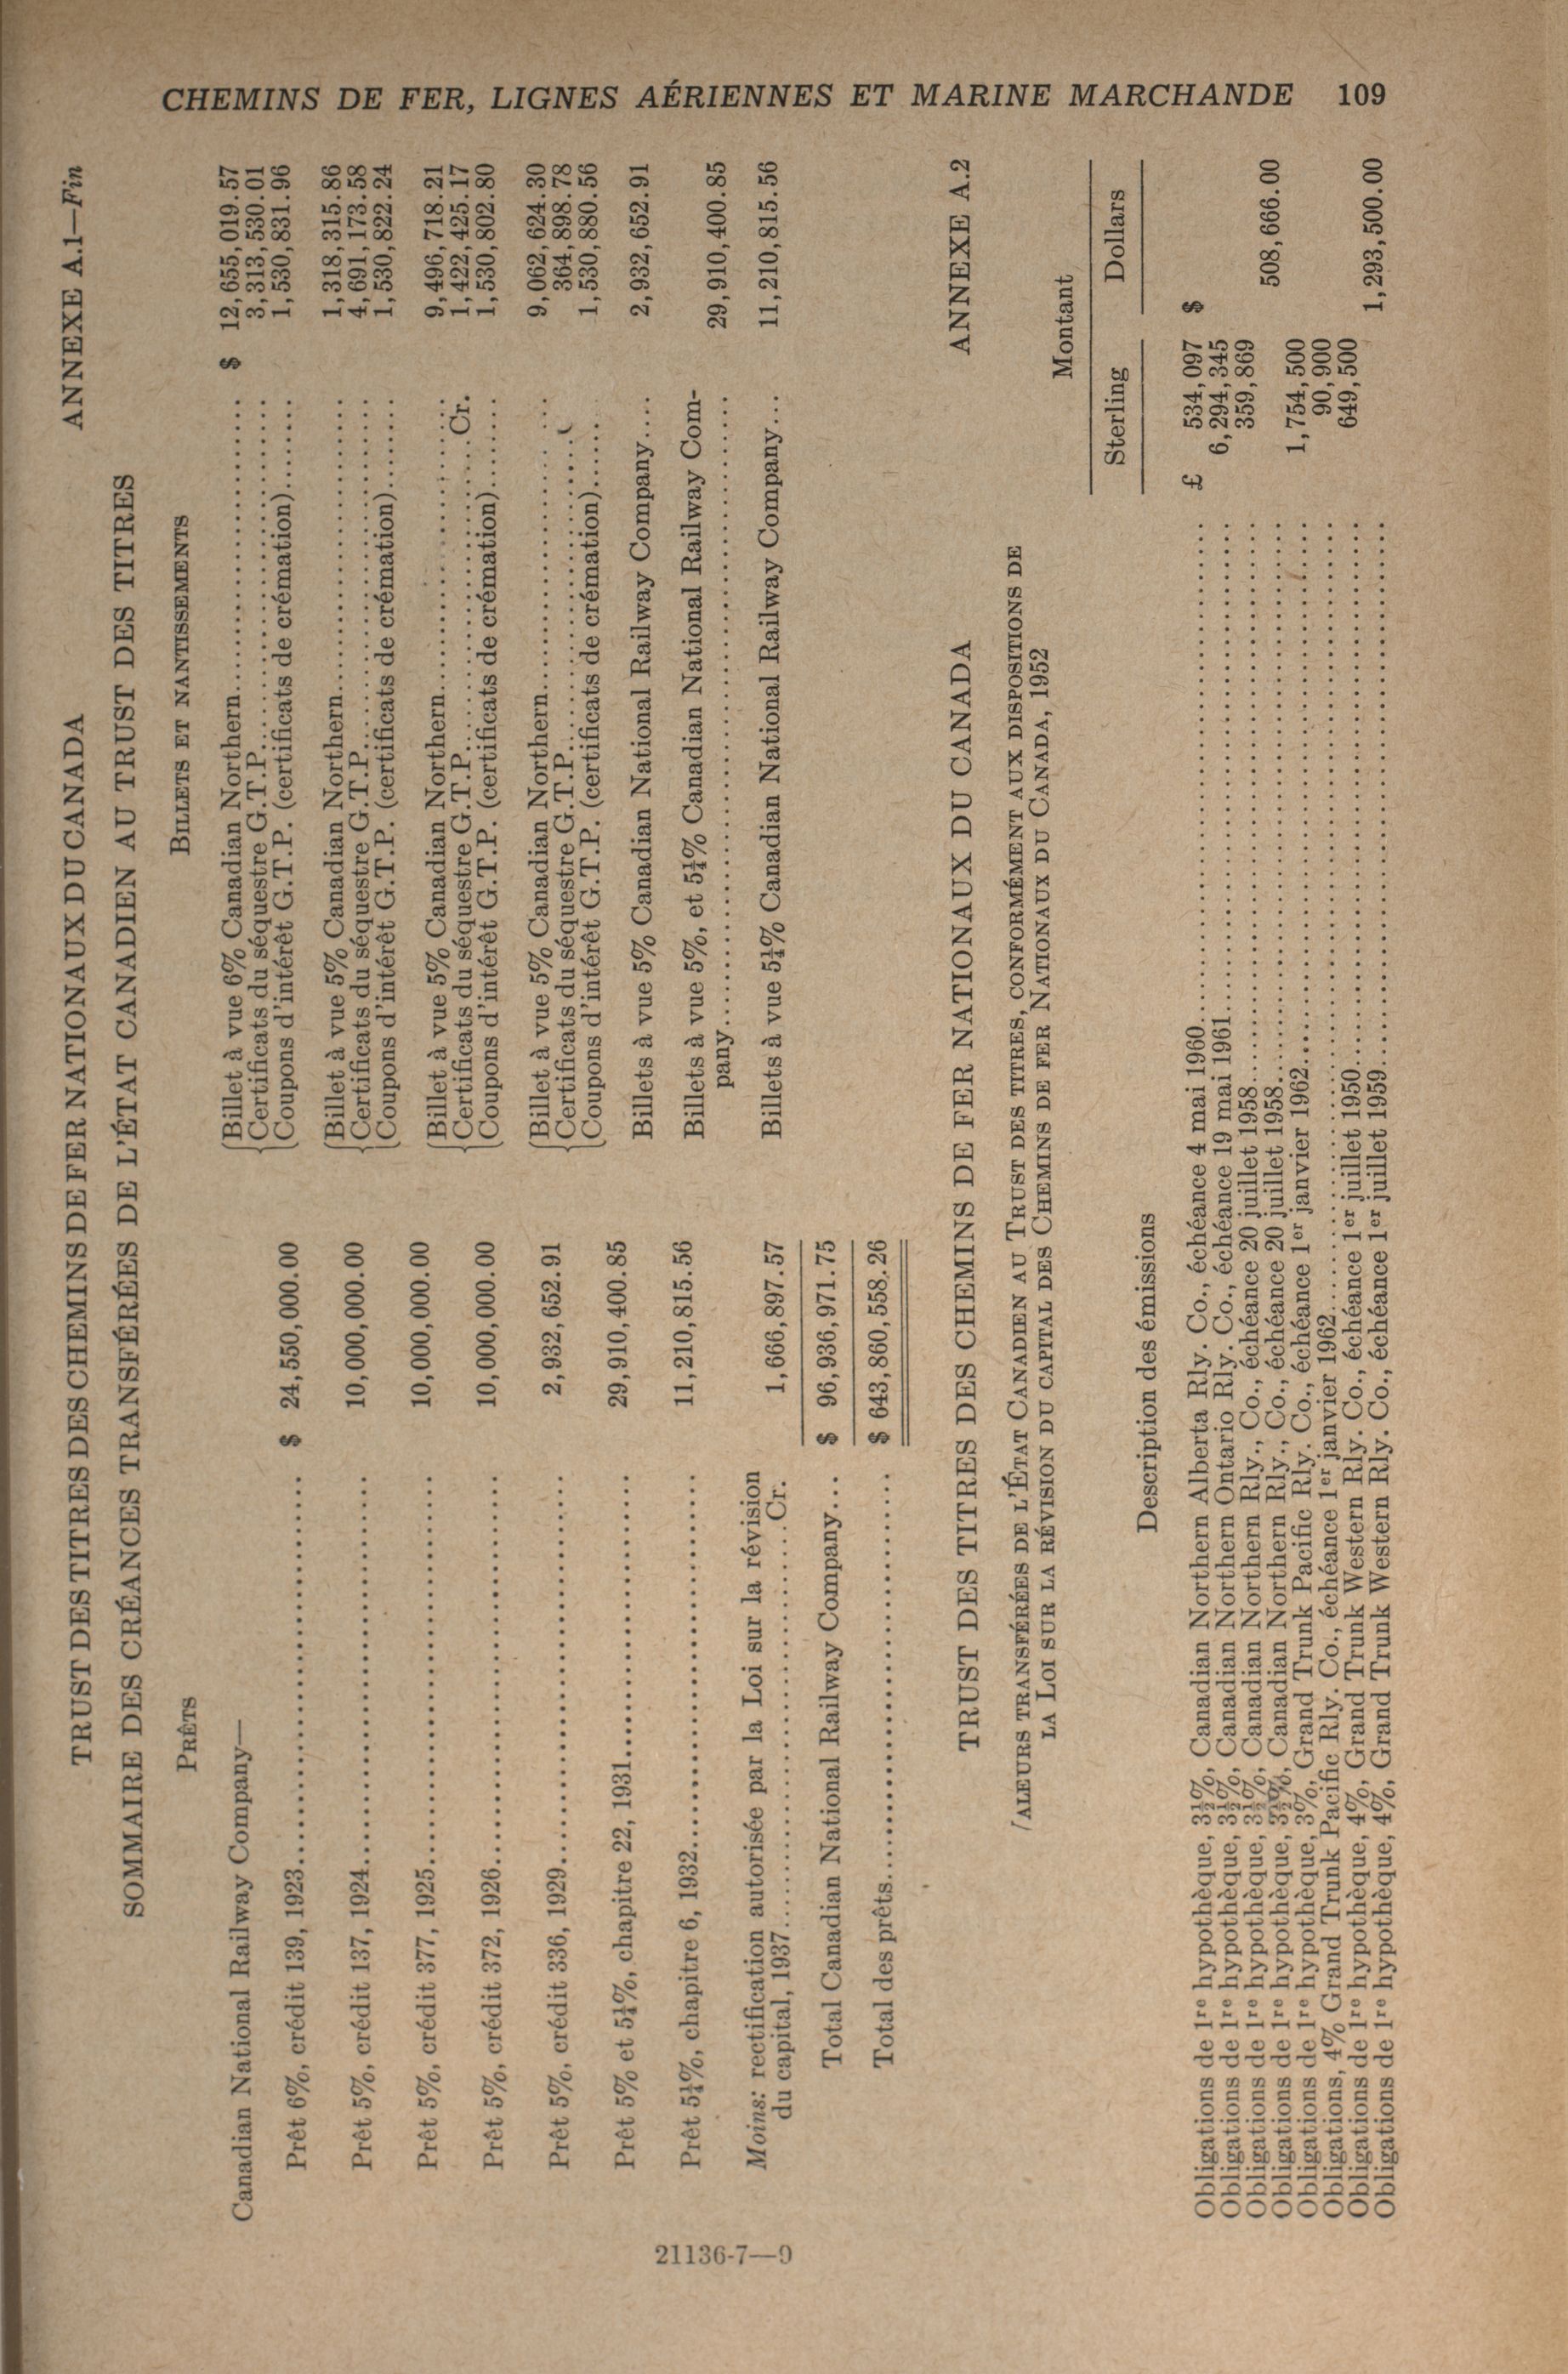 CHEMINS DE FER, LIGNES AÉRIENNES ET MARINE MARCHANDE 109
TRUST DES TITRES DES CHEMINS DE FER NATIONAUX DU CANADA ANNEXE A.1—Fin
SOMMAIRE DES CRÉANCES TRANSFÉRÉES DE L'ÉTAT CANADIEN AU TRUST DES TITRES
PRÊTS BILLETS ET NANTISSEMENTS
Canadian National Railway Company—
Prêt 6%, crédit 139, 1923 $ 24,550,000.00
Billet à vue 6% Canadian Northern $ 12,655,019.57
Certificats du séquestre G.T.P. 3,313,530.01
Coupons d'intérêt G.T.P. (certificats de crémation) 1,530,831.96
Prêt 5%, crédit 137, 1924 10,000,000.00
Billet à vue 5% Canadian Northern 1,318,315.86
Certificats du séquestre G.T.P. 4,691,173.58
Coupons d'intérêt G.T.P. (certificats de crémation) 1,530,822.24
Prêt 5%, crédit 377, 1925 10,000,000.00
Billet à vue 5% Canadian Northern 9,496,718.21
Certificats du séquestre G.T.P. Cr. 1,422,425.17
Coupons d'intérêt G.T.P. (certificats de crémation) 1,530,802.80
Prêt 5%, crédit 372, 1926 10,000,000.00
Billet à vue 5% Canadian Northern 9,062,624.30
Certificats du séquestre G.T.P. 364,898.78
Coupons d'intérêt G.T.P. (certificats de crémation) 1,530,880.56
Prêt 5%, crédit 336, 1929 2,932,652.91
Billets à vue 5% Canadian National Railway Company 2,932,652.91
Prêt 5% et 5¼%, chapitre 22, 1931 29,910,400.85
Billets à vue 5%, et 5¼% Canadian National Railway Com-
pany 29,910,400.85
Prêt 5¼%, chapitre 6, 1932 11,210,815.56
Billets à vue 5¼% Canadian National Railway Company 11,210,815.56
Moins: rectification autorisée par la Loi sur la révision
du capital, 1937 Cr. 1,666,897.57
Total Canadian National Railway Company $ 96,936,971.75
Total des prêts $ 643,860,558.26
TRUST DES TITRES DES CHEMINS DE FER NATIONAUX DU CANADA ANNEXE A.2
ALEURS TRANSFÉRÉES DE L'ÉTAT CANADIEN AU TRUST DES TITRES, CONFORMÉMENT AUX DISPOSITIONS DE
LA LOI SUR LA RÉVISION DU CAPITAL DES CHEMINS DE FER NATIONAUX DU CANADA, 1952
Montant
Description des émissions Sterling Dollars
£ $
Obligations de 1re hypothèque, 3½%, Canadian Northern Alberta Rly. Co., échéance 4 mai 1960 534,097
Obligations de 1re hypothèque, 3½%, Canadian Northern Ontario Rly. Co., échéance 19 mai 1961 6,294,345
Obligations de 1re hypothèque, 3½%, Canadian Northern Rly., Co., échéance 20 juillet 1958 359,869
Obligations de 1re hypothèque, 3½%, Canadian Northern Rly., Co., échéance 20 juillet 1958 508,666.00
Obligations de 1re hypothèque, 3%, Grand Trunk Pacific Rly. Co., échéance 1er janvier 1962 1,754,500
Obligations, 4% Grand Trunk Pacific Rly. Co., échéance 1er janvier 1962 90,900
Obligations de 1re hypothèque, 4%, Grand Trunk Western Rly. Co., échéance 1er juillet 1950 649,500
Obligations de 1re hypothèque, 4%, Grand Trunk Western Rly. Co., échéance 1er juillet 1959 1,293,500.00
21136-7—9